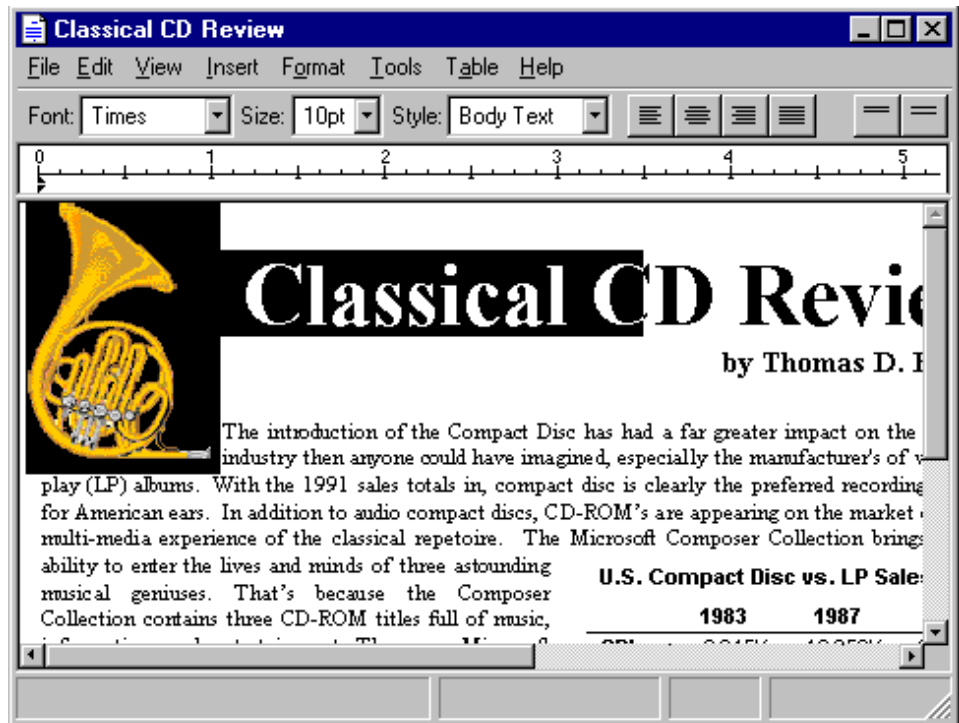 Classical CD Review
File Edit View Insert Format Tools Table Help
Font: Times Size: 10pt Style: Body Text
0 1 2 3 4 5
Classical CD Revie
by Thomas D.
The introduction of the Compact Disc has had a far greater impact on the
industry then anyone could have imagined, especially the manufacturer's of
play (LP) albums. With the 1991 sales totals in, compact disc is clearly the preferred recording
for American ears. In addition to audio compact discs, CD-ROM's are appearing on the market
multi-media experience of the classical repetoire. The Microsoft Composer Collection brings
ability to enter the lives and minds of three astounding
musical geniuses. That's because the Composer
Collection contains three CD-ROM titles full of music,
U.S. Compact Disc vs. LP Sale
1983 1987